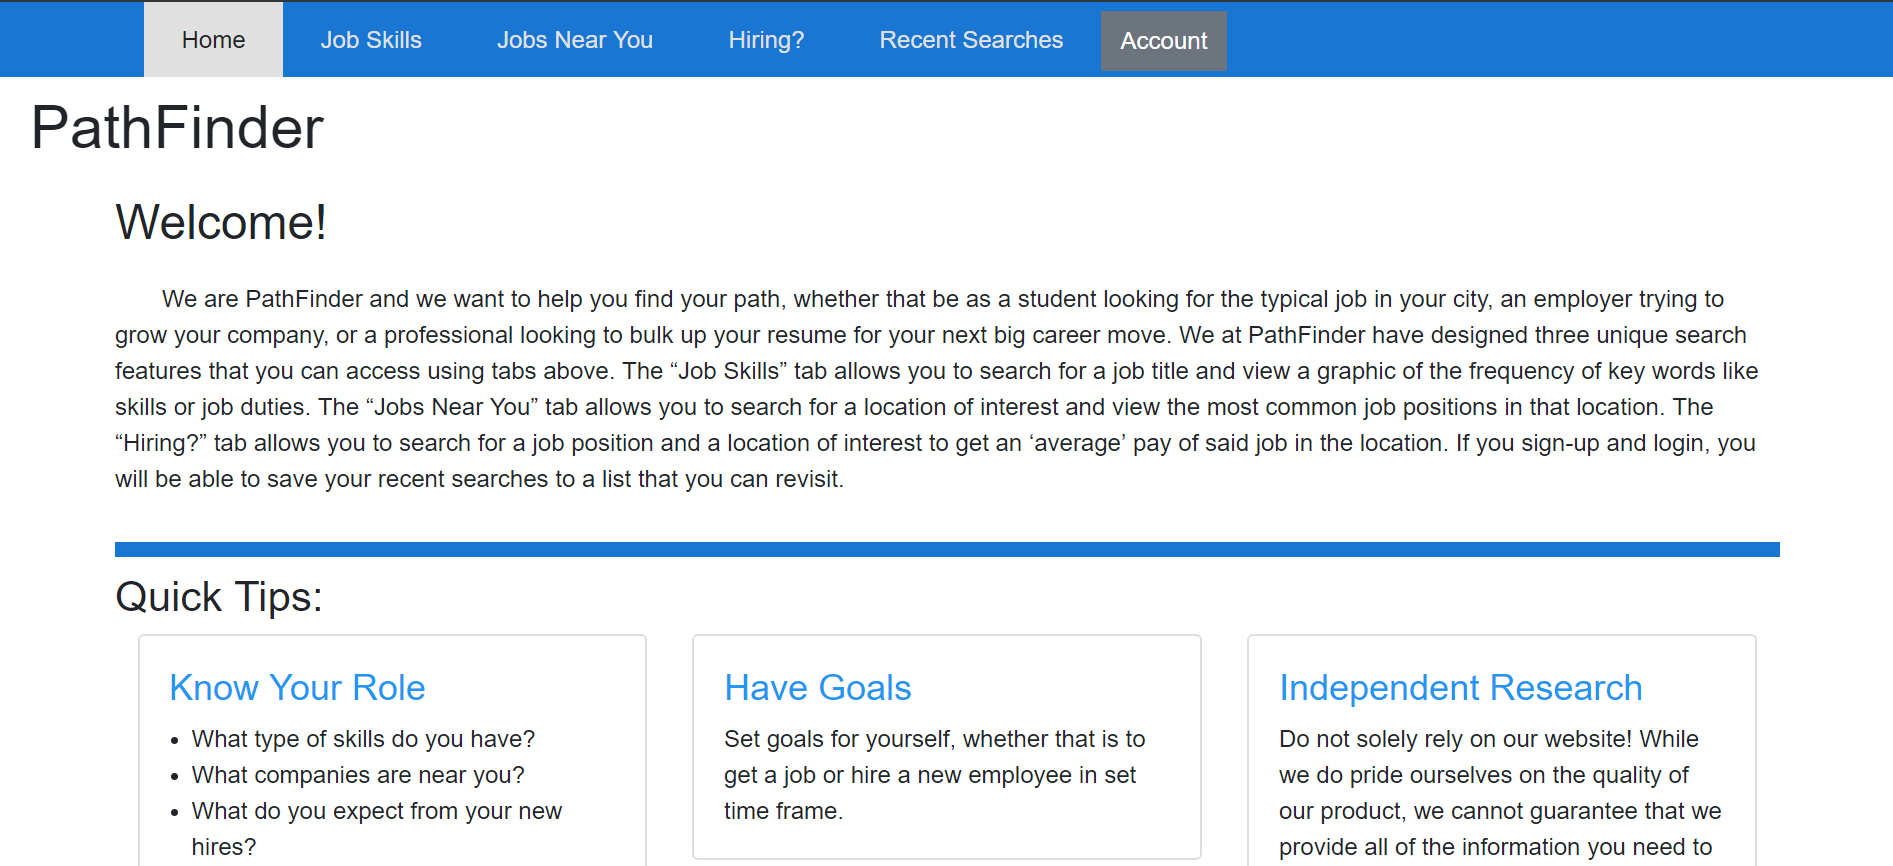 Home Job Skills Jobs Near You Hiring? Recent Searches Account
PathFinder
Welcome!
We are PathFinder and we want to help you find your path, whether that be as a student looking for the typical job in your city, an employer trying to
grow your company, or a professional looking to bulk up your resume for your next big career move. We at PathFinder have designed three unique search
features that you can access using tabs above. The “Job Skills” tab allows you to search for a job title and view a graphic of the frequency of key words like
skills or job duties. The “Jobs Near You” tab allows you to search for a location of interest and view the most common job positions in that location. The
“Hiring?” tab allows you to search for a job position and a location of interest to get an ‘average’ pay of said job in the location. If you sign-up and login, you
will be able to save your recent searches to a list that you can revisit.
Quick Tips:
Know Your Role
• What type of skills do you have?
• What companies are near you?
• What do you expect from your new
hires?
Have Goals
Set goals for yourself, whether that is to
get a job or hire a new employee in set
time frame.
Independent Research
Do not solely rely on our website! While
we do pride ourselves on the quality of
our product, we cannot guarantee that we
provide all of the information you need to